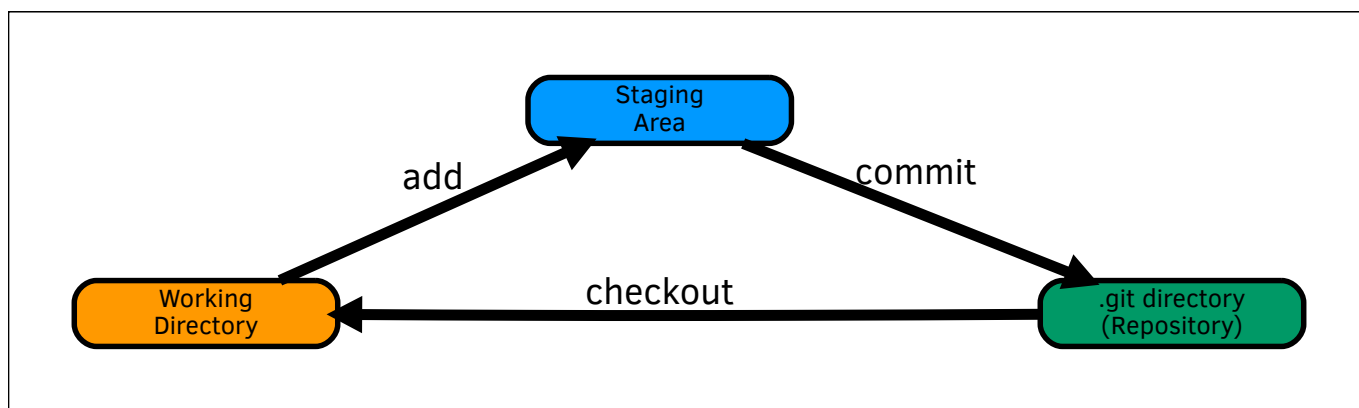 Staging
Area
add
commit
checkout
Working
Directory
.git directory
(Repository)